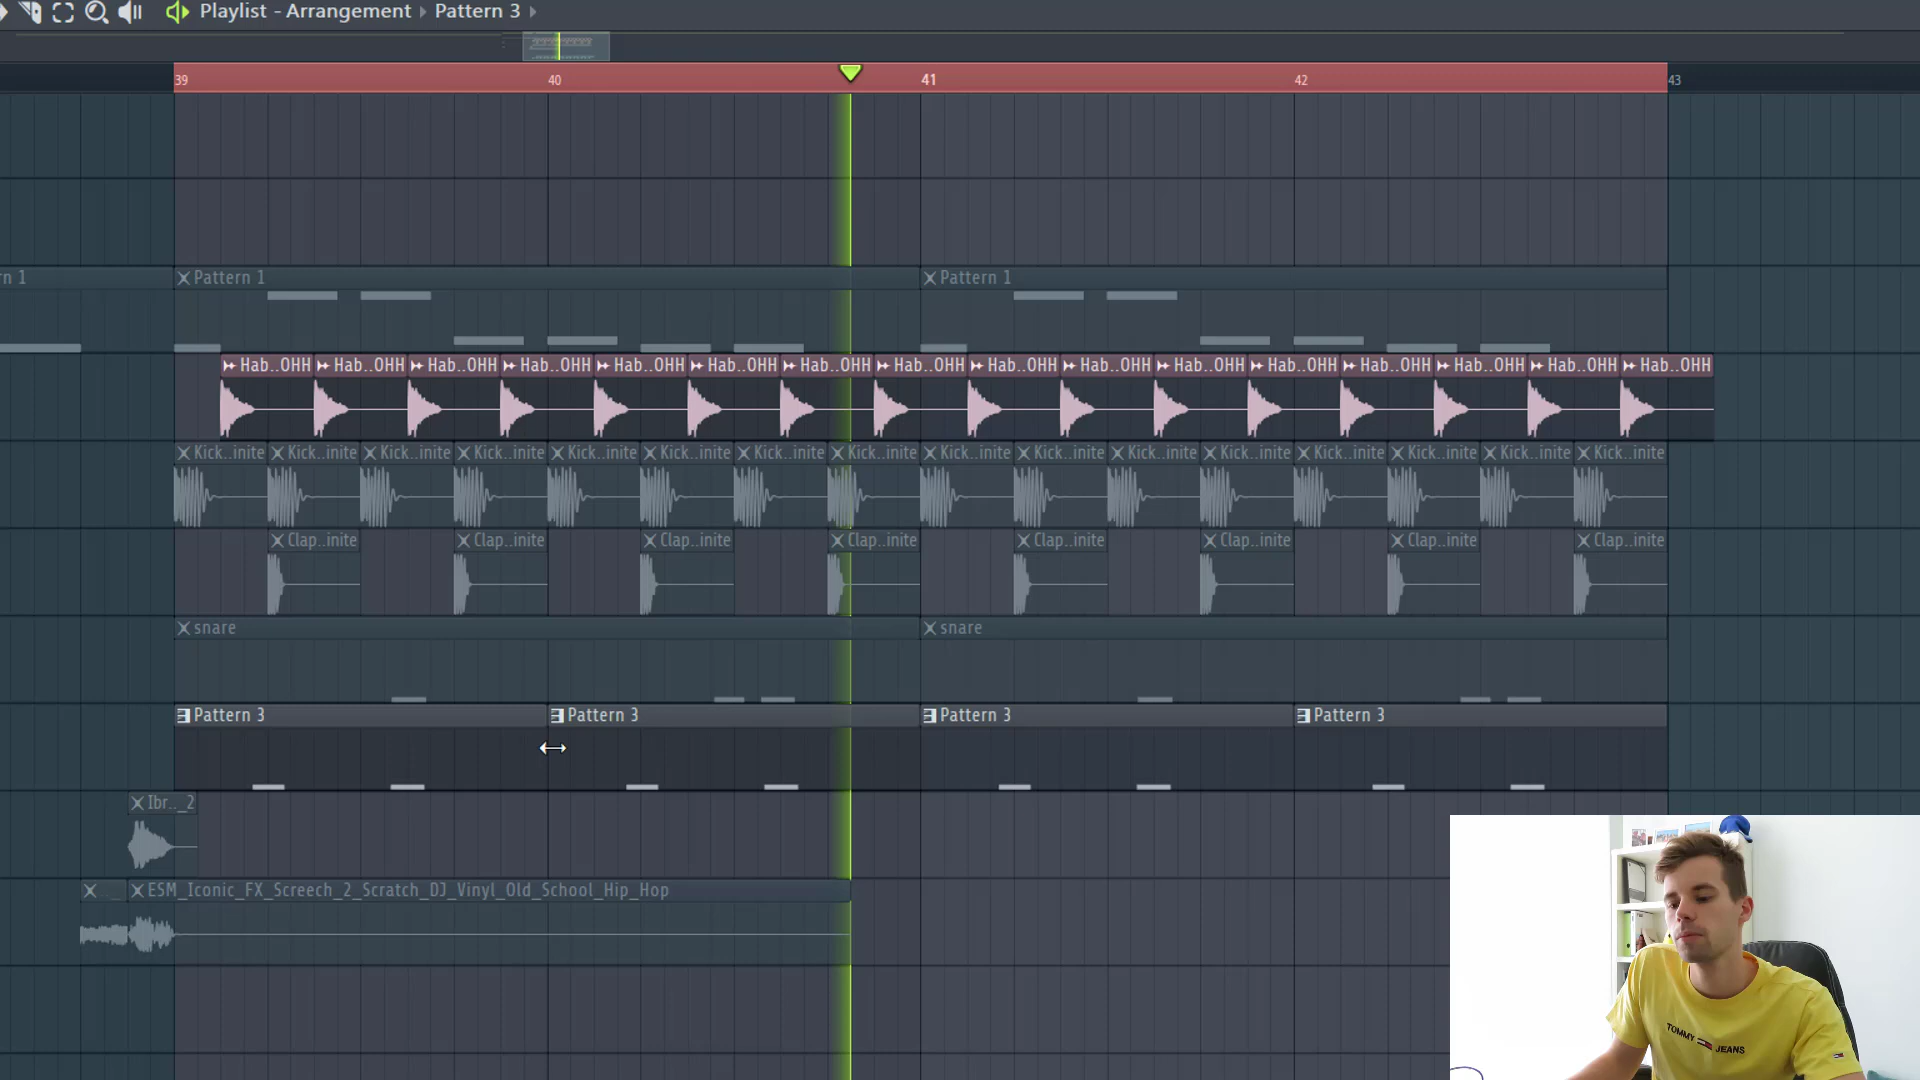 Playlist - Arrangement Pattern 3
39 40 41 42 43
rn 1 Pattern 1 Pattern 1
Hab..OHH Hab..OHH Hab..OHH Hab..OHH Hab..OHH Hab..OHH Hab..OHH Hab..OHH Hab..OHH Hab..OHH Hab..OHH Hab..OHH Hab..OHH Hab..OHH Hab..OHH Hab..OHH
Kick..inite Kick..inite Kick..inite Kick..inite Kick..inite Kick..inite Kick..inite Kick..inite Kick..inite Kick..inite Kick..inite Kick..inite Kick..inite Kick..inite Kick..inite Kick..inite
Clap..inite Clap..inite Clap..inite Clap..inite Clap..inite Clap..inite Clap..inite Clap..inite
snare snare
Pattern 3 Pattern 3 Pattern 3 Pattern 3
Ibr.._2
ESM_Iconic_FX_Screech_2_Scratch_DJ_Vinyl_Old_School_Hip_Hop
TOMMY JEANS